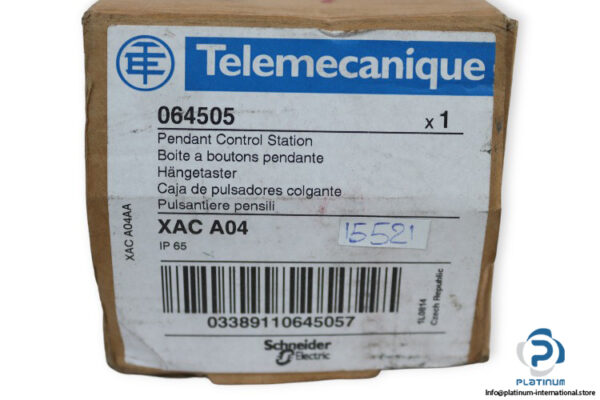 Telemecanique
064505
x 1
Pendant Control Station
Boite a boutons pendante
Hängetaster
Caja de pulsadores colgante
Pulsantiere pensili
XAC A04
15521
IP 65
XAC A04AA
03389110645057
1L0814
Czech Republic
Schneider
Electric
PLATINUM
info@platinum-international.store